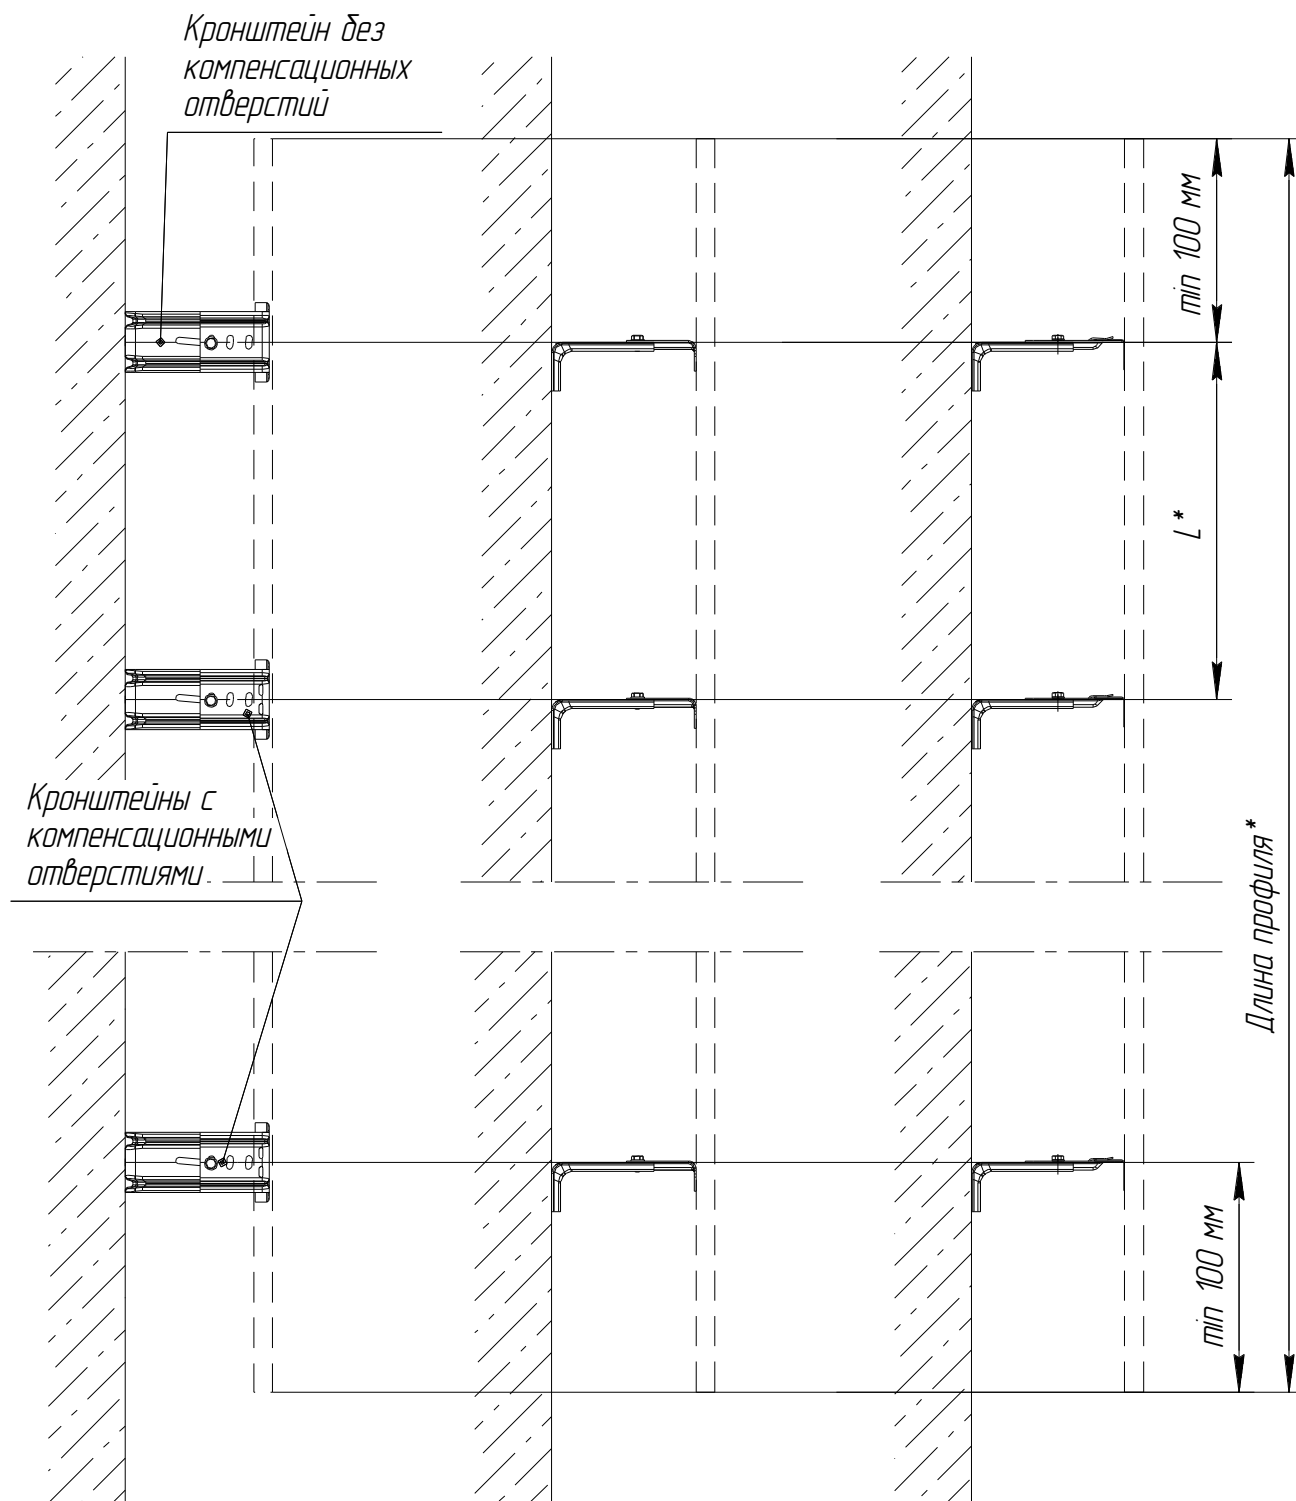 Кронштейн без
компенсационных
отверстий
min 100 мм
L*
Кронштейны с
компенсационными
отверстиями
Длина профиля*
min 100 мм